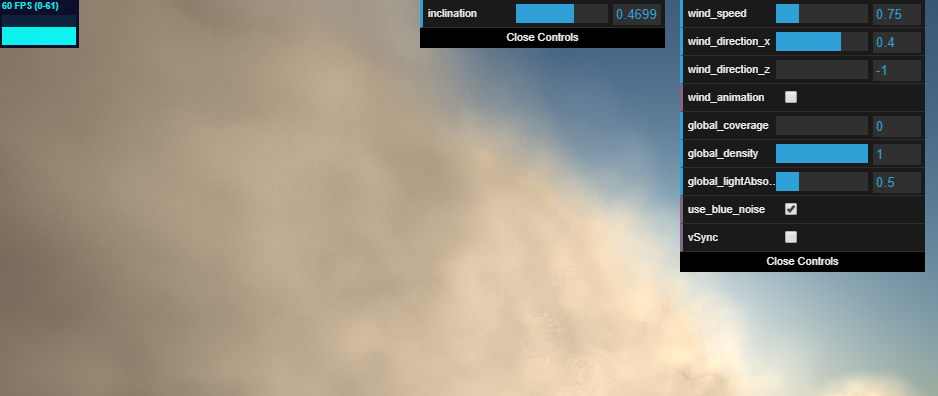 60 FPS (0-61)
inclination 0.4699
Close Controls
wind_speed 0.75
wind_direction_x 0.4
wind_direction_z -1
wind_animation
global_coverage 0
global_density 1
global_lightAbso... 0.5
use_blue_noise
vSync
Close Controls